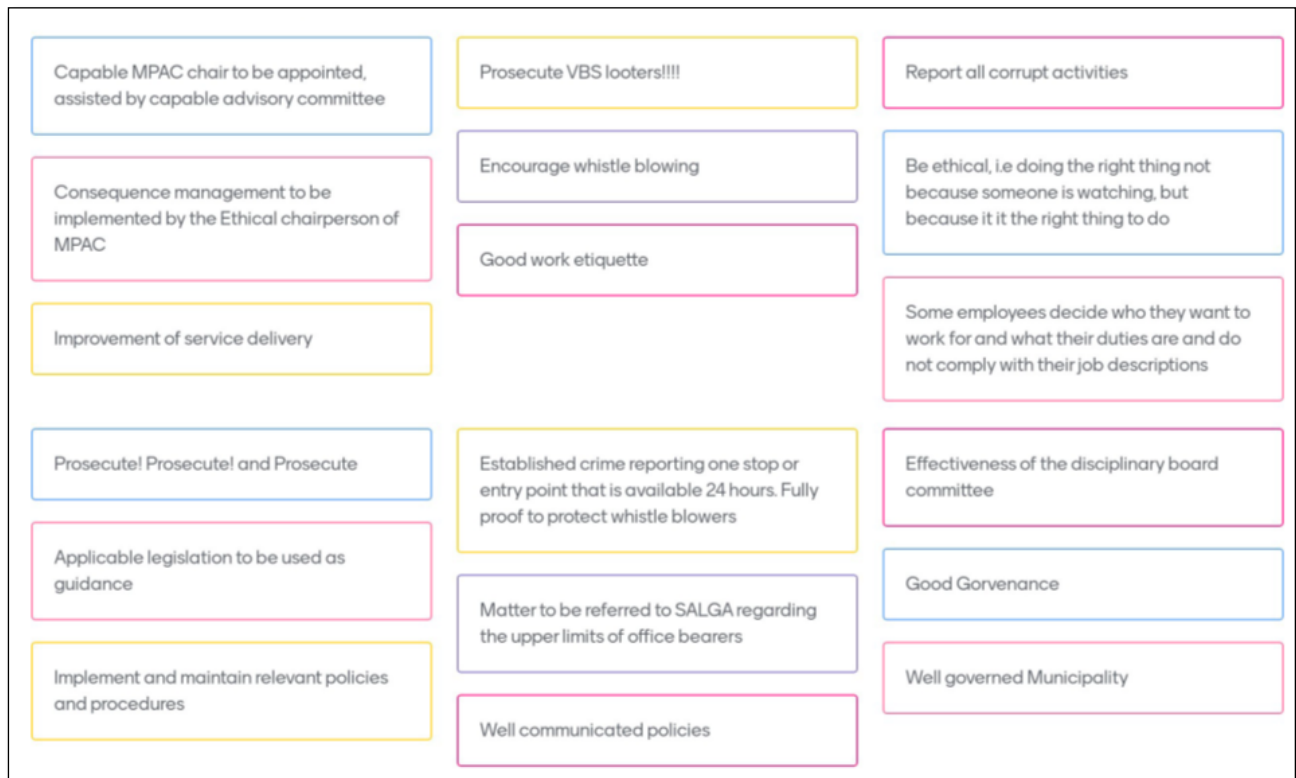 Capable MPAC chair to be appointed,
assisted by capable advisory committee
Consequence management to be
implemented by the Ethical chairperson of
MPAC
Improvement of service delivery
Prosecute VBS looters!!!!
Encourage whistle blowing
Good work etiquette
Report all corrupt activities
Be ethical, i.e doing the right thing not
because someone is watching, but
because it it the right thing to do
Some employees decide who they want to
work for and what their duties are and do
not comply with their job descriptions
Prosecute! Prosecute! and Prosecute
Applicable legislation to be used as
guidance
Implement and maintain relevant policies
and procedures
Established crime reporting one stop or
entry point that is available 24 hours. Fully
proof to protect whistle blowers
Matter to be referred to SALGA regarding
the upper limits of office bearers
Well communicated policies
Effectiveness of the disciplinary board
committee
Good Gorvenance
Well governed Municipality